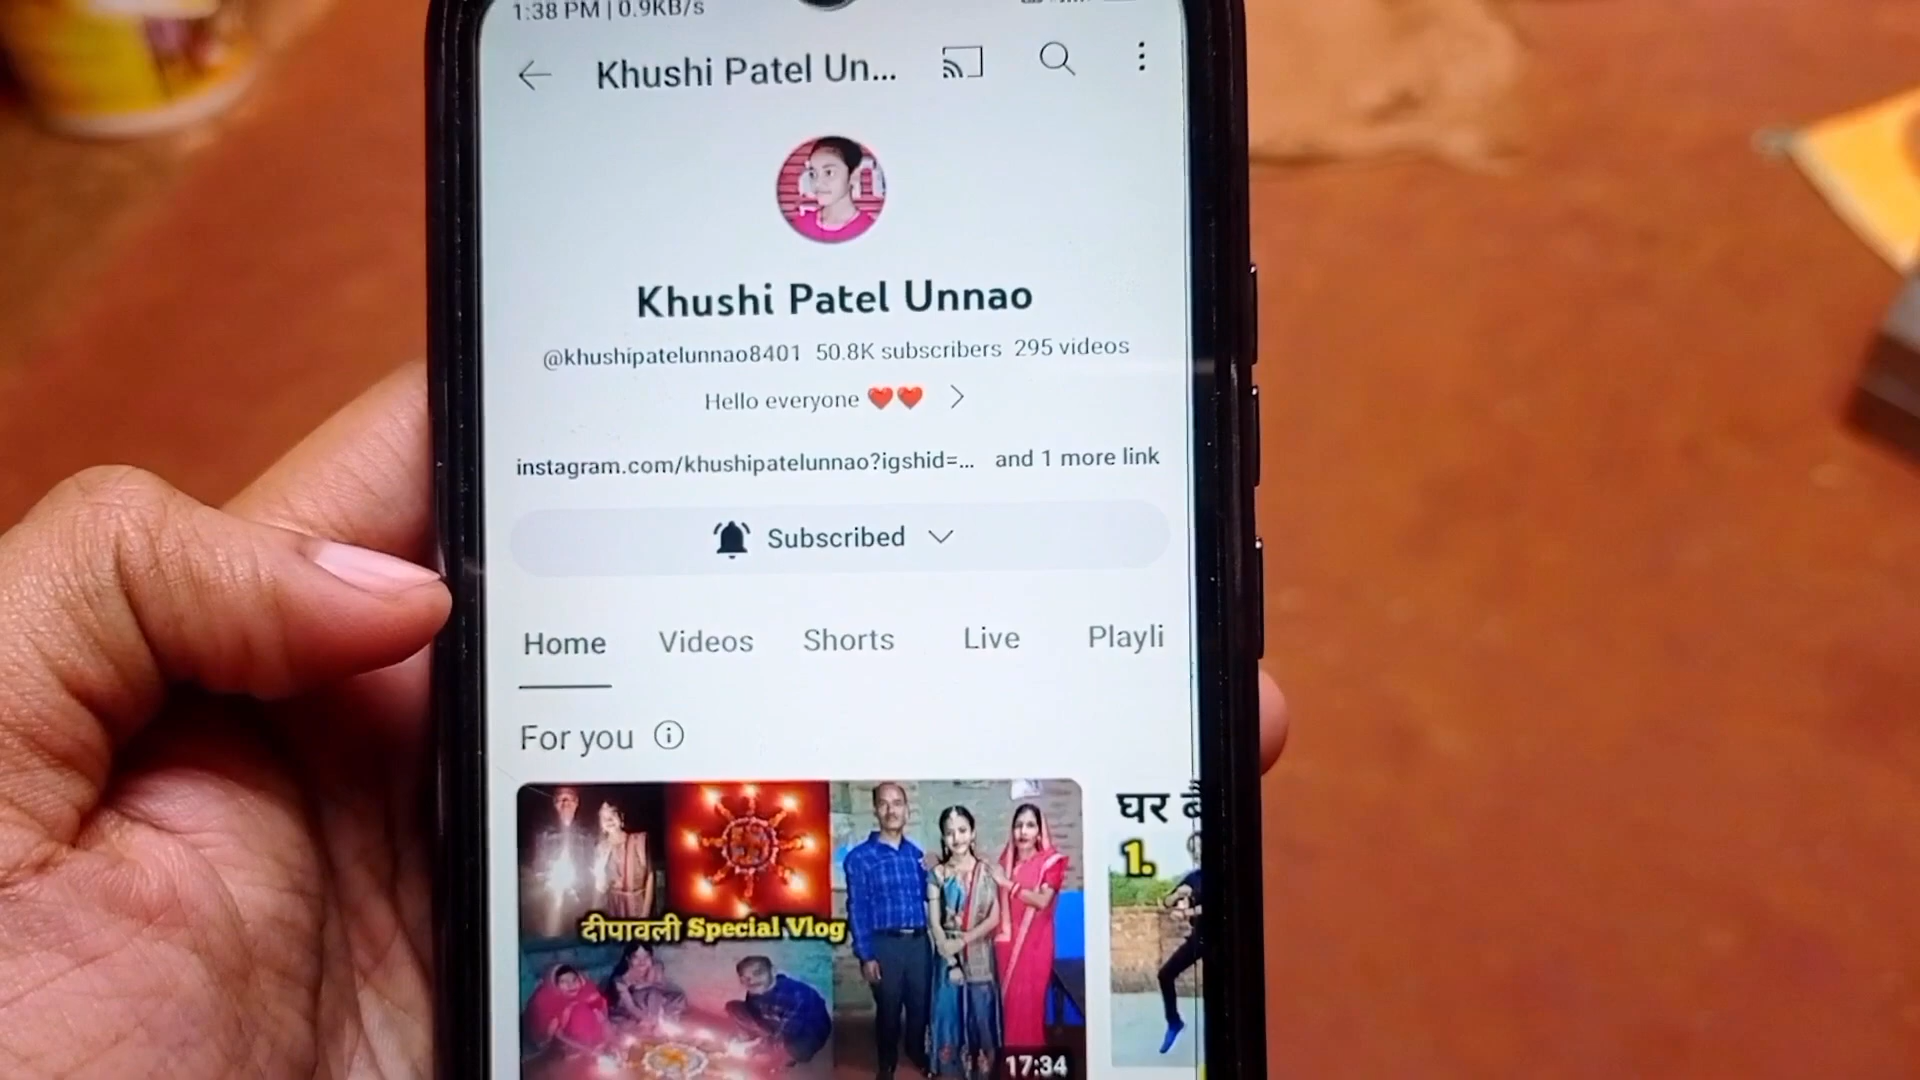 1:38 PM | 0.9KB/s
Khushi Patel Un...
Khushi Patel Unnao
@khushipatelunnao8401 50.8K subscribers 295 videos
Hello everyone ❤️❤️ >
instagram.com/khushipatelunnao?igshid=... and 1 more link
Subscribed
Home Videos Shorts Live Playli
For you
घर
1.
दीपावली Special Vlog
17:34